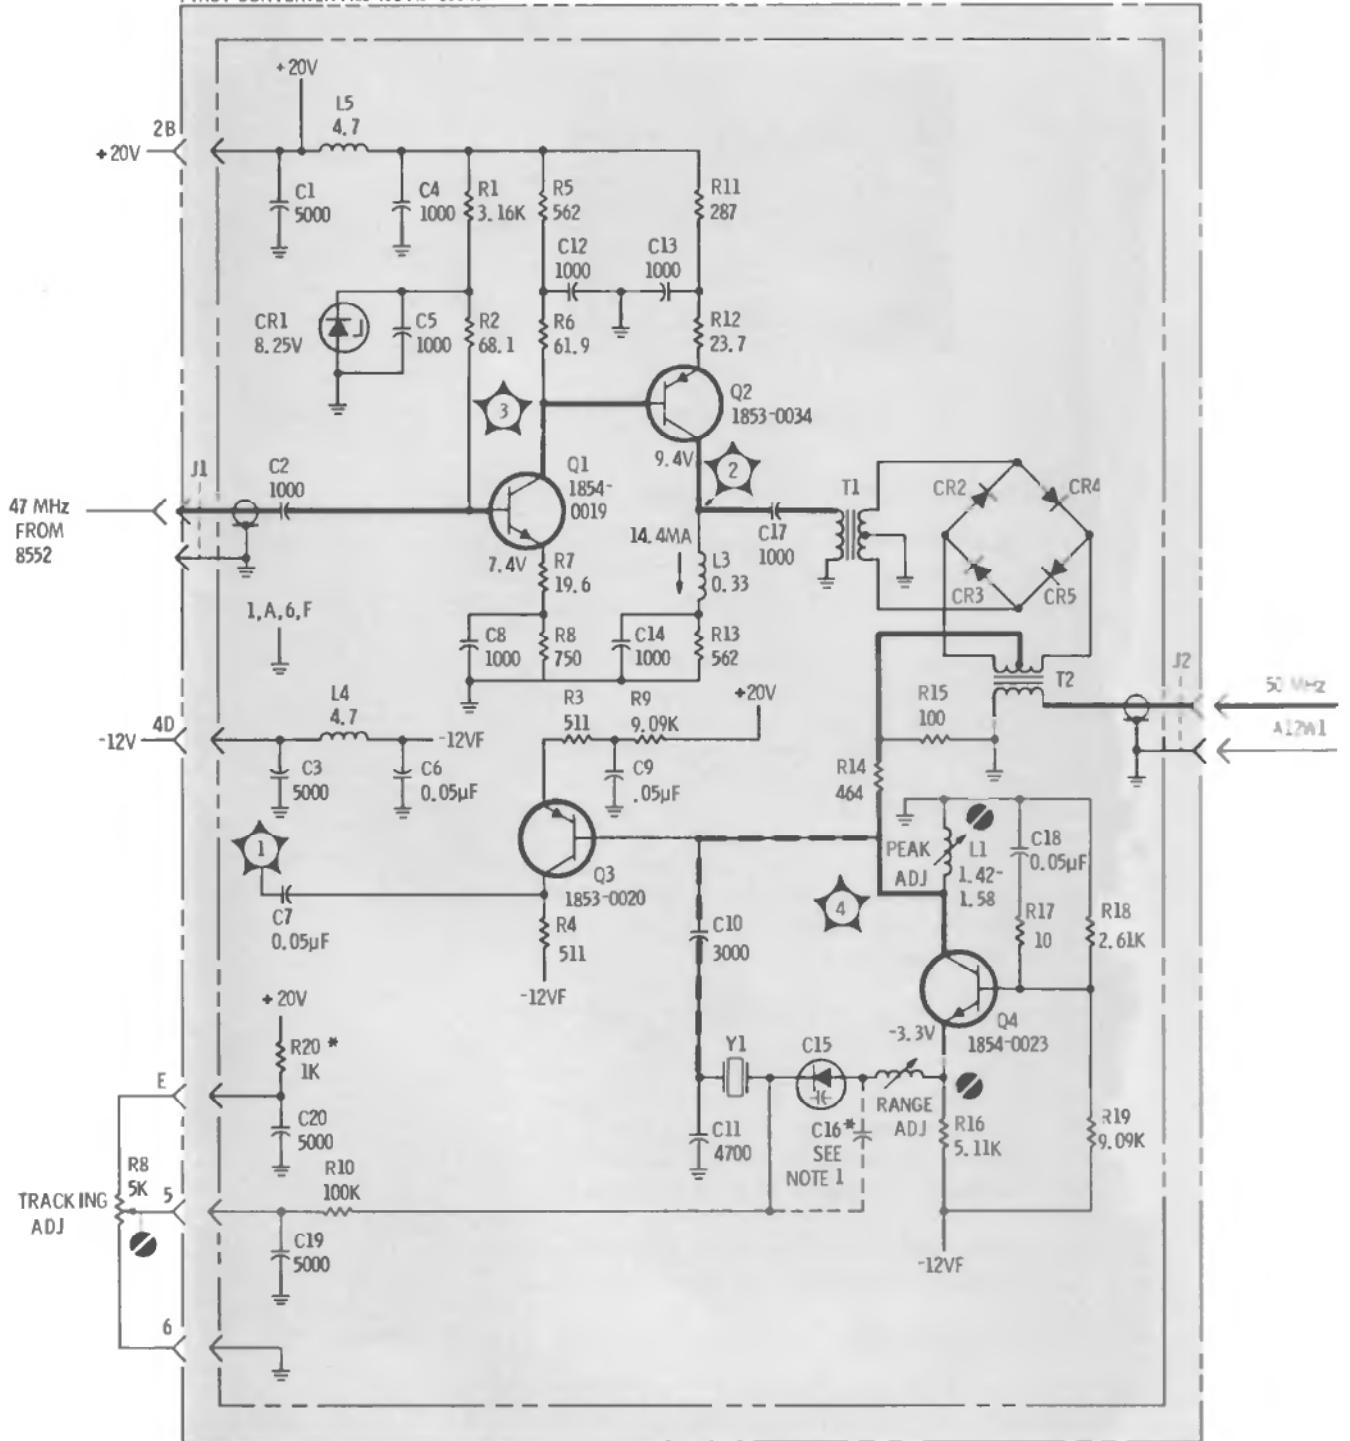 +20V
L5
4.7
2B
+20V
C1
5000
C4
1000
R1
3.16K
R5
562
R11
287
C12
1000
C13
1000
CR1
8.25V
C5
1000
R2
68.1
R6
61.9
R12
23.7
3
Q2
1853-0034
9.4V
2
J1
C2
1000
Q1
1854-
0019
T1
CR2
CR4
47 MHz
FROM
8552
14.4MA
C17
1000
7.4V
R7
19.6
L3
0.33
CR3
CR5
1,A,6,F
C8
1000
R8
750
C14
1000
R13
562
J2
T2
R15
100
50 MHz
A12W1
L4
4.7
R3
511
R9
9.09K
+20V
4D
-12V
-12VF
C3
5000
C6
0.05µF
C9
.05µF
R14
464
1
PEAK
ADJ
L1
1.42-
1.58
C18
0.05µF
Q3
1853-0020
4
C7
0.05µF
R4
511
C10
3000
R17
10
R18
2.61K
-12VF
+20V
-3.3V
Q4
1854-0023
R20 *
1K
Y1
C15
E
RANGE
ADJ
C20
5000
C11
4700
C16*
SEE
NOTE 1
R16
5.11K
R19
9.09K
R8
5K
5
R10
100K
TRACKING
ADJ
C19
5000
-12VF
6